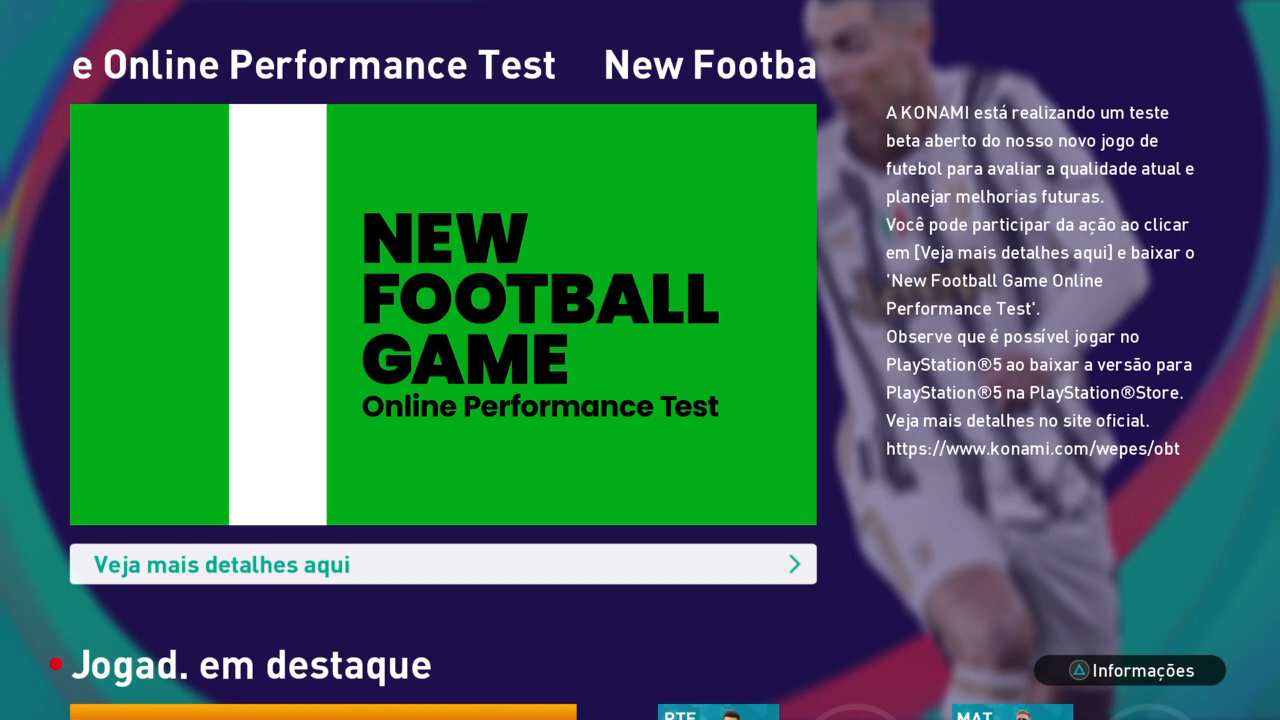 e Online Performance Test New Footba
NEW
FOOTBALL
GAME
Online Performance Test
Veja mais detalhes aqui
A KONAMI está realizando um teste
beta aberto do nosso novo jogo de
futebol para avaliar a qualidade atual e
planejar melhorias futuras.
Você pode participar da ação ao clicar
em [Veja mais detalhes aqui] e baixar o
'New Football Game Online
Performance Test'.
Observe que é possível jogar no
PlayStation®5 ao baixar a versão para
PlayStation®5 na PlayStation®Store.
Veja mais detalhes no site oficial.
https://www.konami.com/wepes/obt
Jogad. em destaque
Informações
PTE
MAT